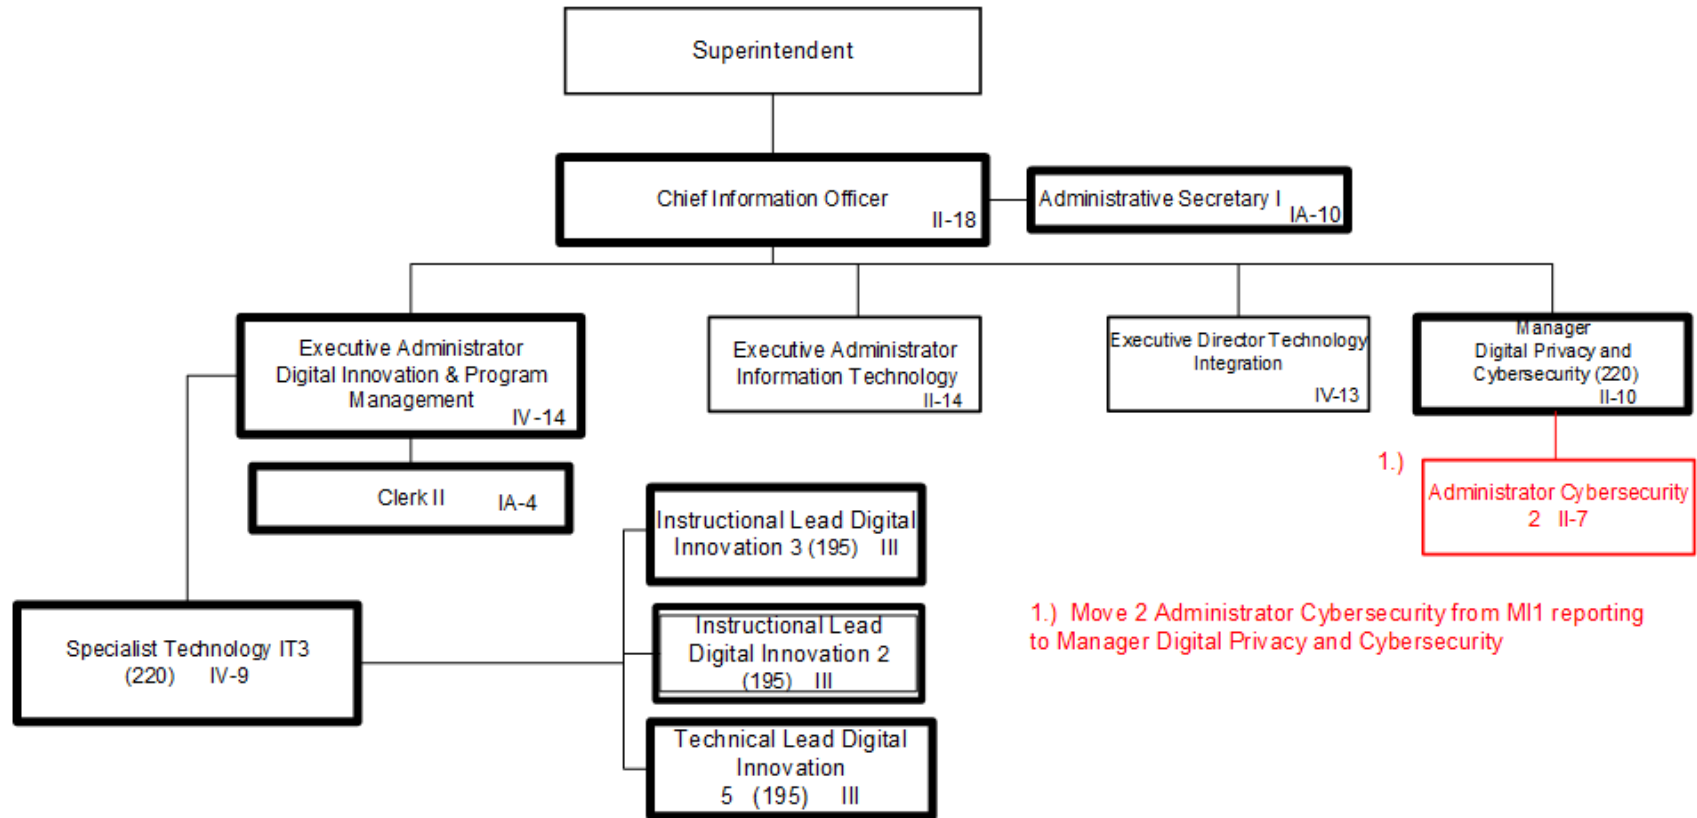 Superintendent
Chief Information Officer
II-18
Administrative Secretary I
IA-10
Executive Administrator
Digital Innovation & Program
Management
IV-14
Executive Administrator
Information Technology
II-14
Executive Director Technology
Integration
IV-13
Manager
Digital Privacy and
Cybersecurity (220)
II-10
Clerk II IA-4
1.)
Administrator Cybersecurity
2 II-7
Instructional Lead Digital
Innovation 3 (195) III
Specialist Technology IT3
(220) IV-9
Instructional Lead
Digital Innovation 2
(195) III
Technical Lead Digital
Innovation
5 (195) III
1.) Move 2 Administrator Cybersecurity from MI1 reporting
to Manager Digital Privacy and Cybersecurity